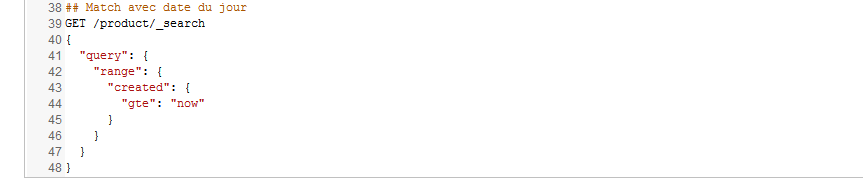 38 ## Match avec date du jour
39 GET /product/_search
40 {
41   "query": {
42     "range": {
43       "created": {
44         "gte": "now"
45       }
46     }
47   }
48 }